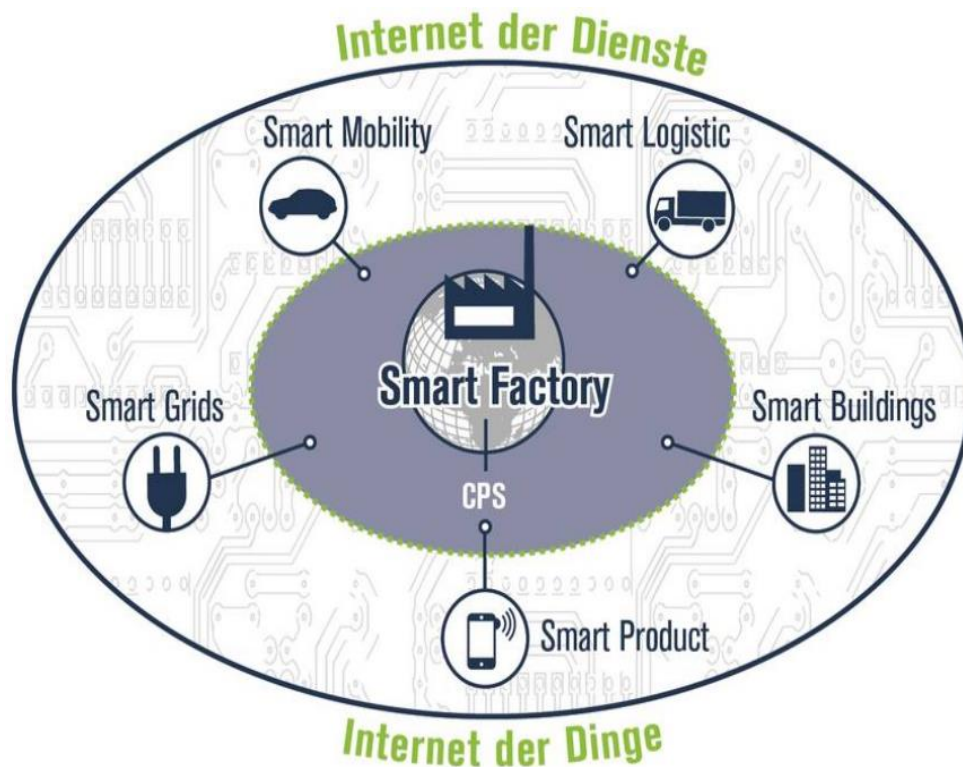 Internet der Dienste
Smart Mobility
Smart Logistic
Smart Factory
Smart Grids
Smart Buildings
CPS
Smart Product
Internet der Dinge